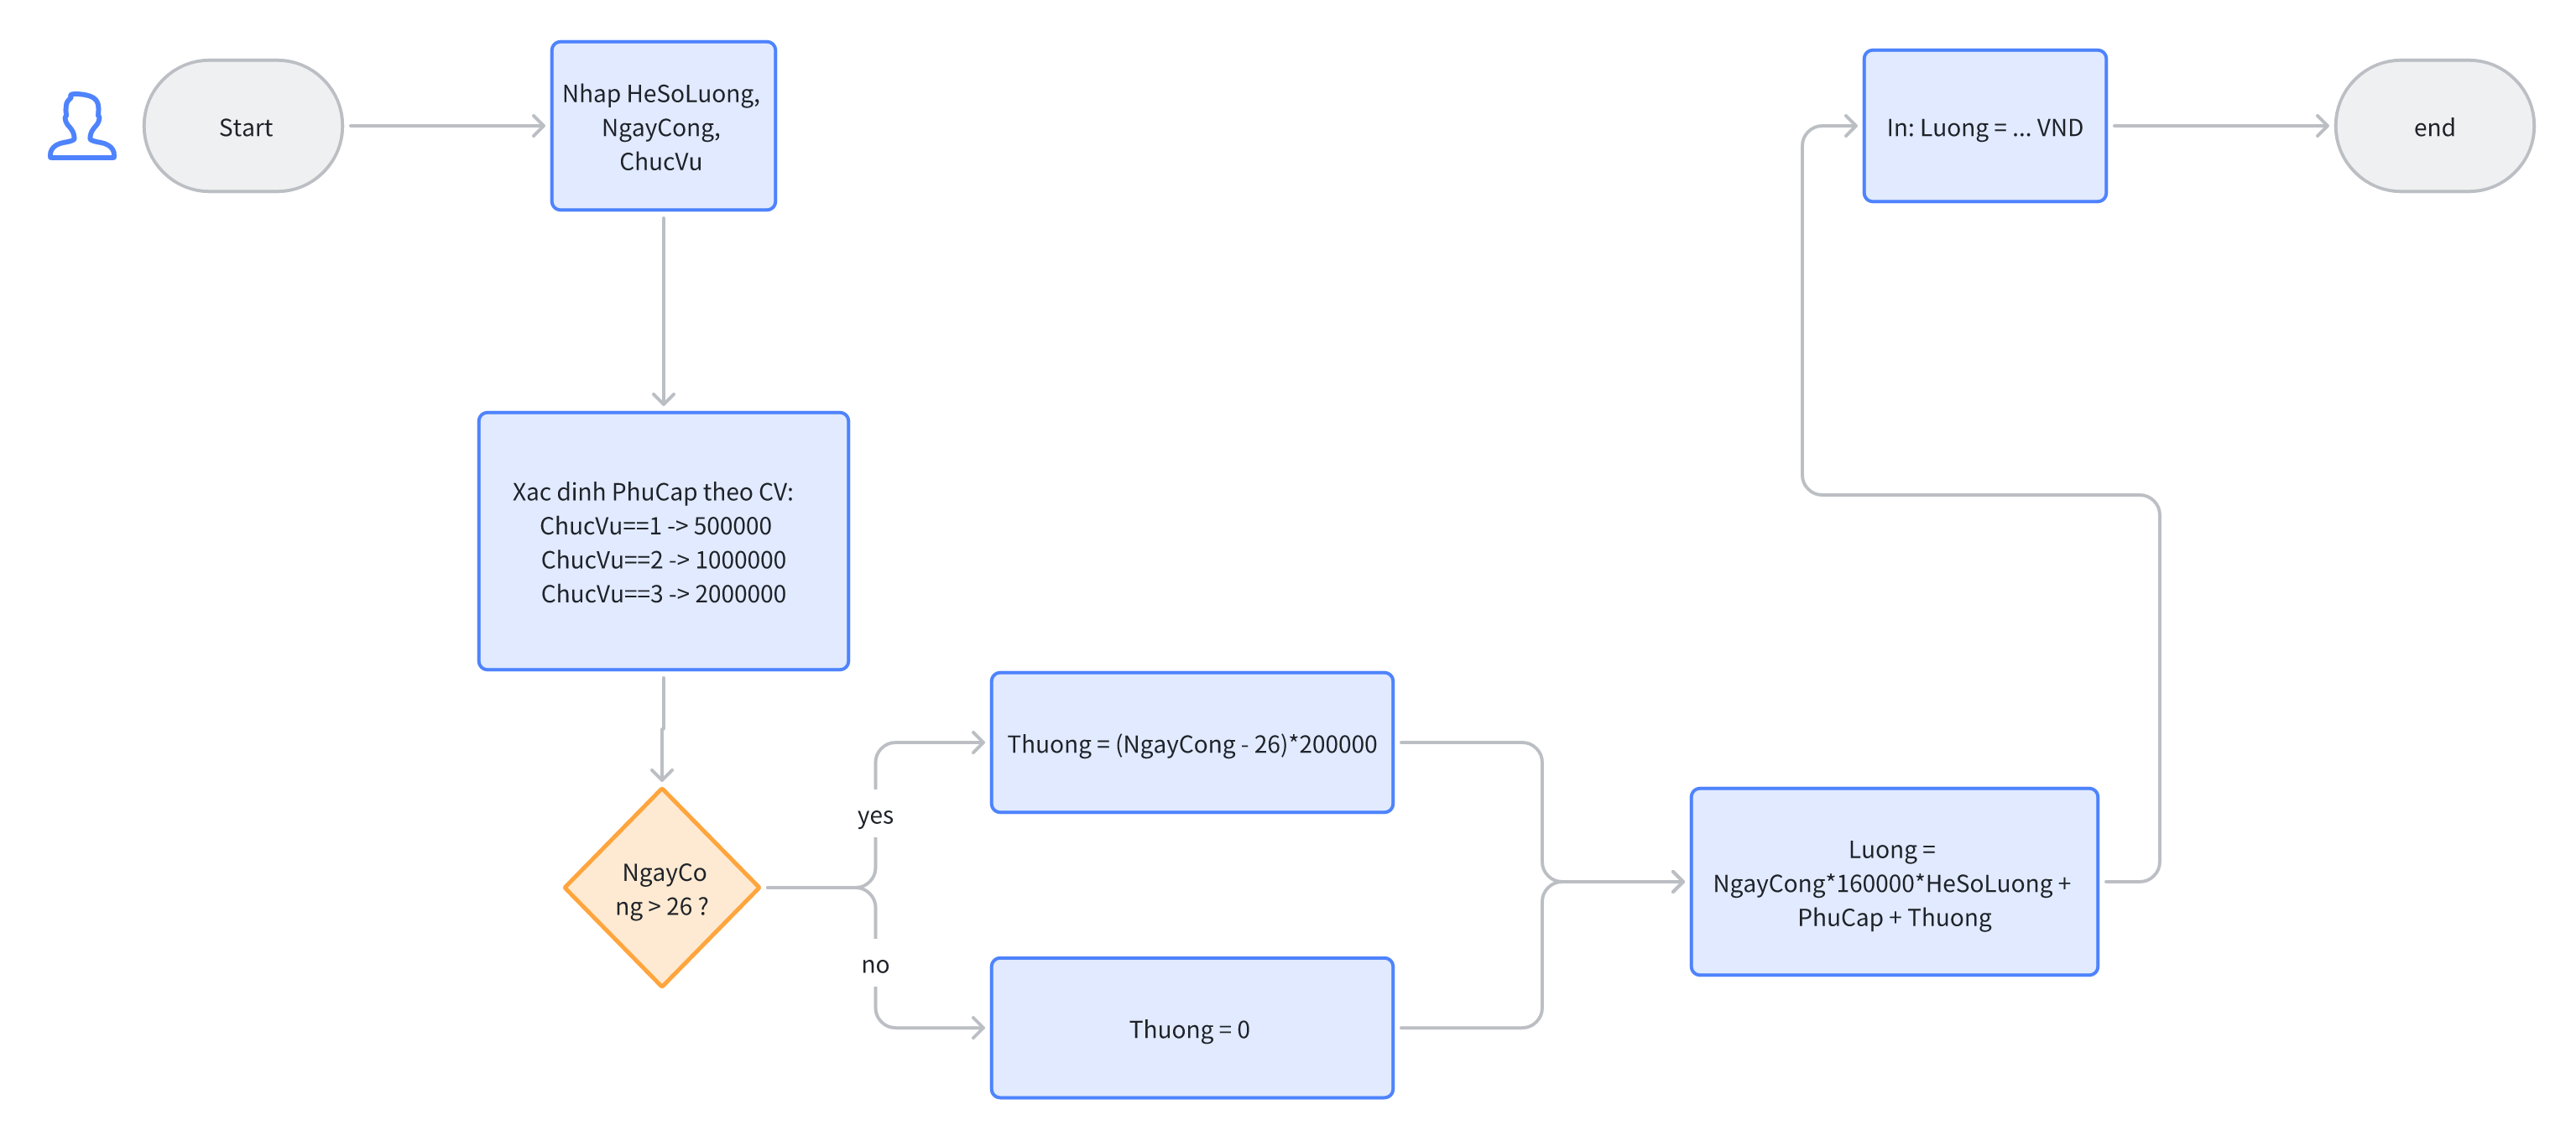 Start
Nhap HeSoLuong,
NgayCong,
ChucVu
Xac dinh PhuCap theo CV:
ChucVu==1 -> 500000
ChucVu==2 -> 1000000
ChucVu==3 -> 2000000
NgayCo
ng > 26 ?
yes
no
Thuong = (NgayCong - 26)*200000
Thuong = 0
Luong =
NgayCong*160000*HeSoLuong +
PhuCap + Thuong
In: Luong = ... VND
end